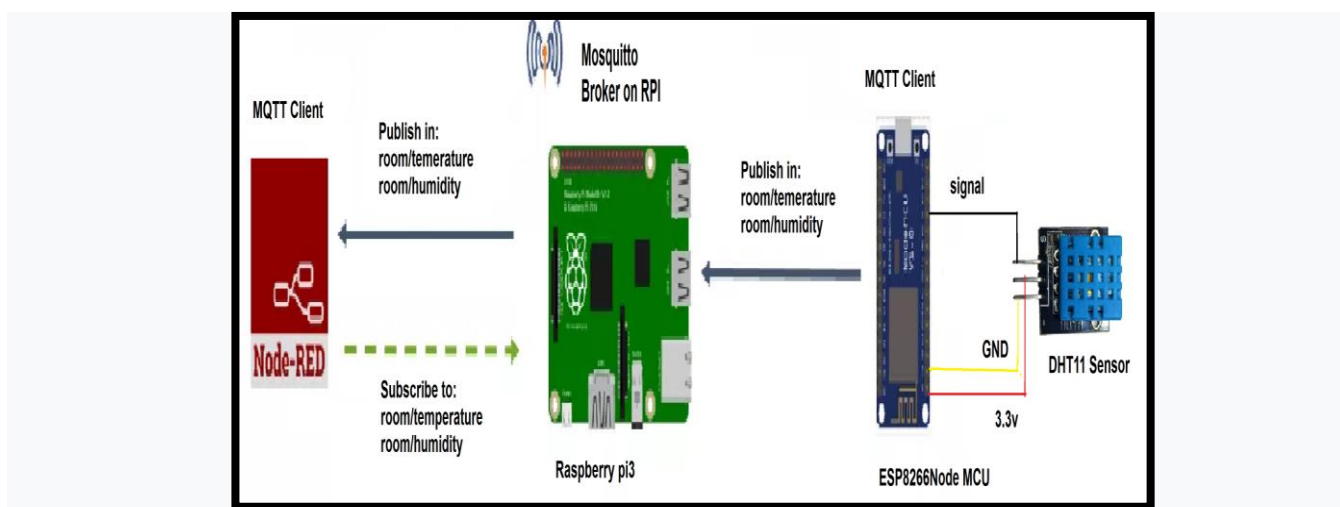 Mosquitto
Broker on RPI
MQTT Client
MQTT Client
Publish in:
room/temerature
room/humidity
Publish in:
room/temerature
room/humidity
signal
Node-RED
GND
DHT11 Sensor
Subscribe to:
room/temperature
room/humidity
3.3v
Raspberry pi3
ESP8266Node MCU